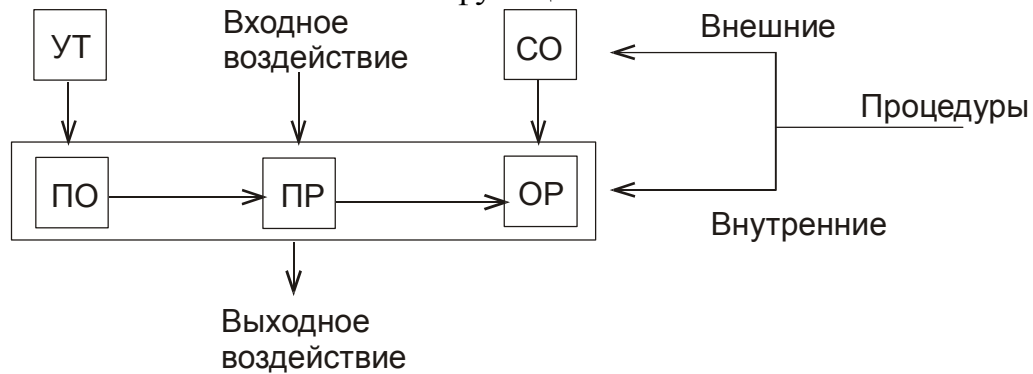 УТ
Входное
воздействие
СО
Внешние
Процедуры
ПО
ПР
ОР
Внутренние
Выходное
воздействие